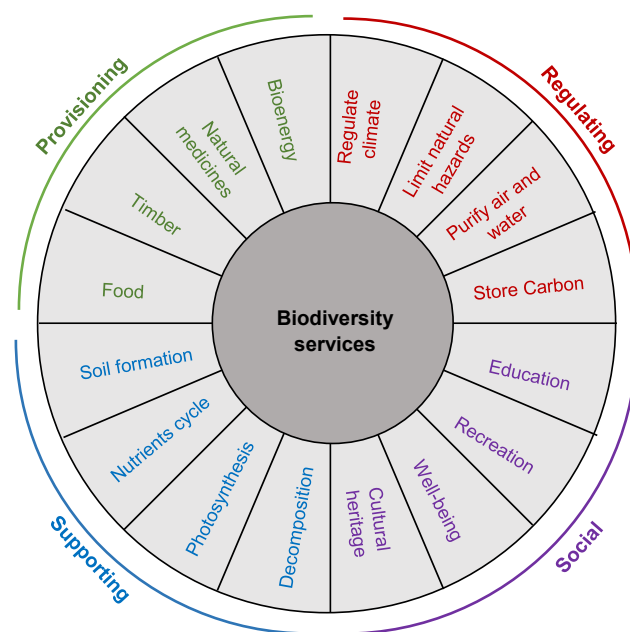 Provisioning
Regulating
Bioenergy
Regulate
climate
Natural
medicines
Limit natural
hazards
Timber
Purify air and
water
Food
Store Carbon
Biodiversity
services
Soil formation
Education
Nutrients cycle
Recreation
Photosynthesis
Well-being
Decomposition
Cultural
heritage
Supporting
Social